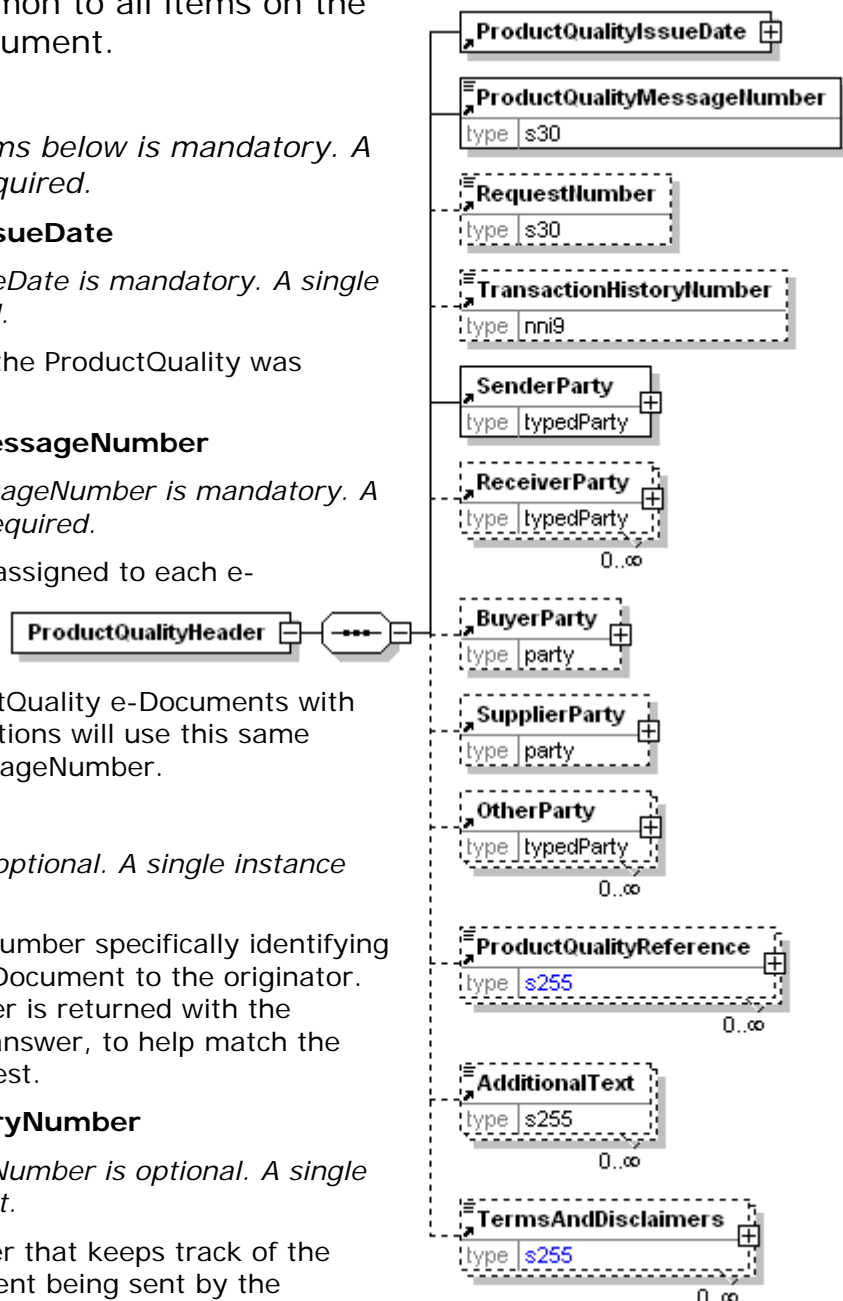 mon to all items on the
ument.
ms below is mandatory. A
quired.
sueDate
eDate is mandatory. A single
the ProductQuality was
essageNumber
sageNumber is mandatory. A
equired.
assigned to each e-
tQuality e-Documents with
tions will use this same
ageNumber.
optional. A single instance
umber specifically identifying
Document to the originator.
er is returned with the
answer, to help match the
est.
ryNumber
Number is optional. A single
t.
er that keeps track of the
ent being sent by the
ProductQualityHeader
ProductQualityIssueDate
ProductQualityMessageNumber
type s30
RequestNumber
type s30
TransactionHistoryNumber
type nni9
SenderParty
type typedParty
ReceiverParty
type typedParty
0..∞
BuyerParty
type party
SupplierParty
type party
OtherParty
type typedParty
0..∞
ProductQualityReference
type s255
0..∞
AdditionalText
type s255
0..∞
TermsAndDisclaimers
type s255
0..∞